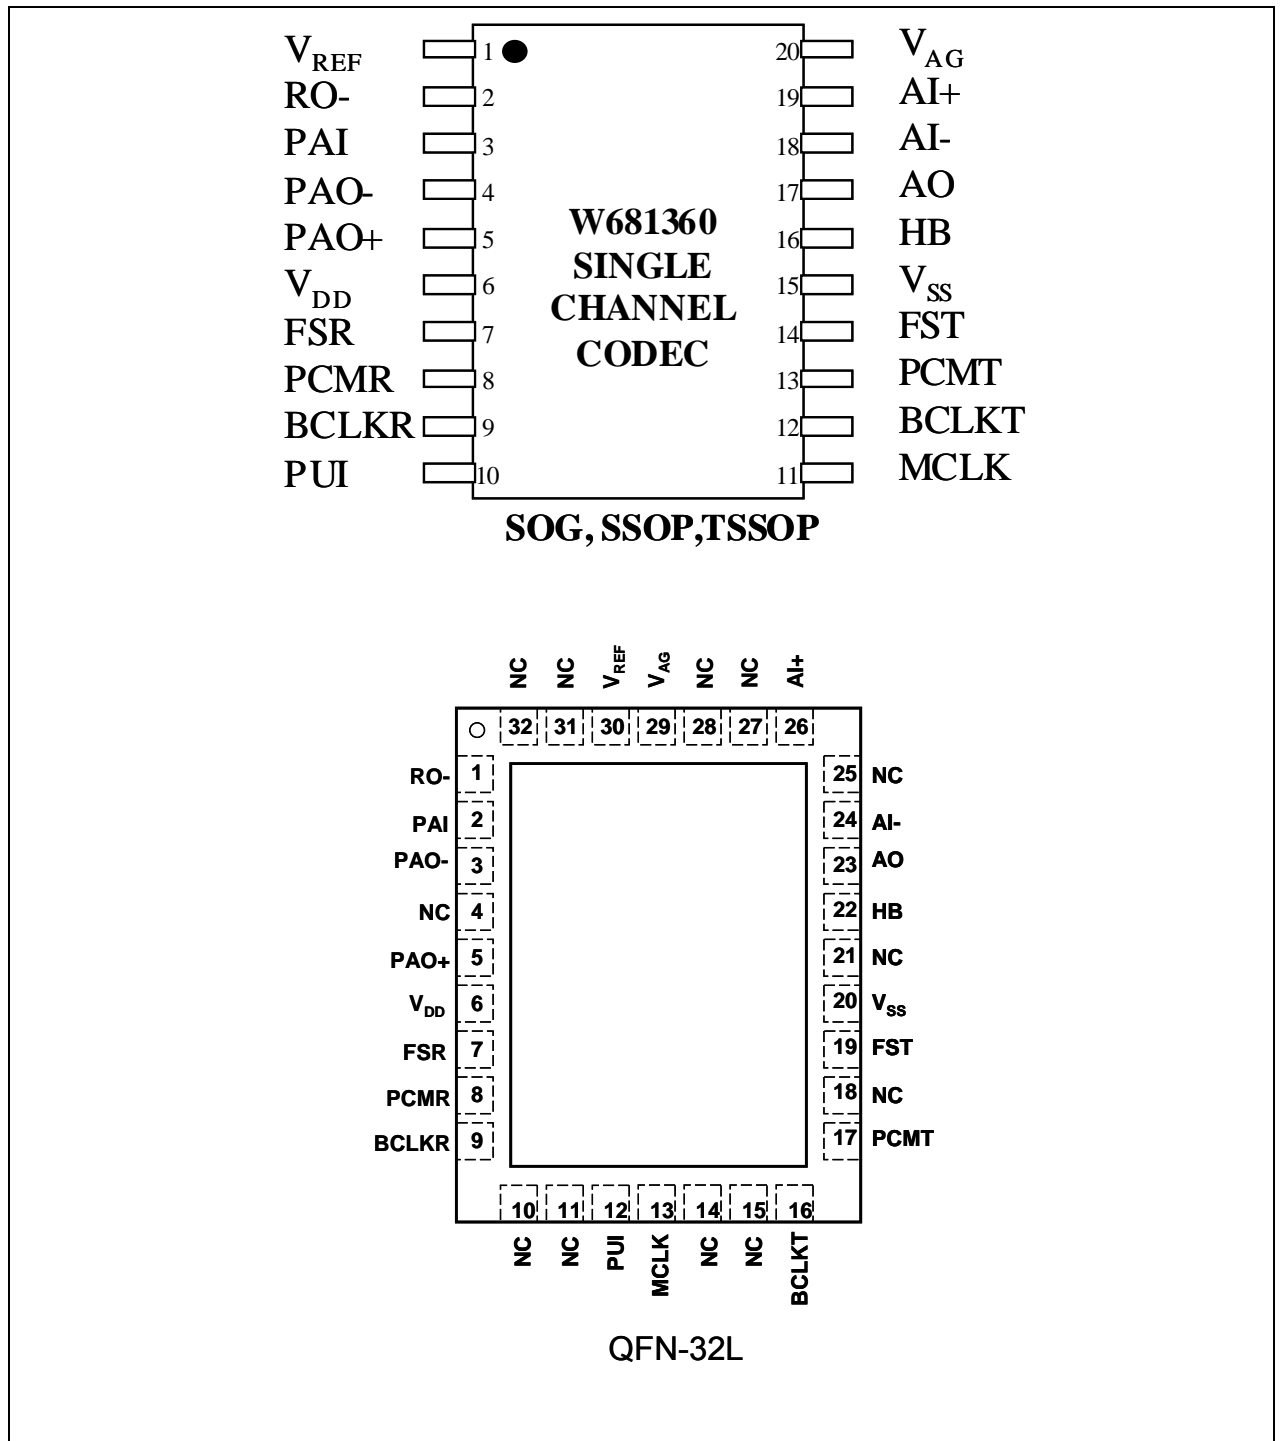 VREF 1 20 VAG
RO- 2 19 AI+
PAI 3 18 AI-
PAO- 4 17 AO
PAO+ 5 16 HB
VDD 6 15 VSS
FSR 7 14 FST
PCMR 8 13 PCMT
BCLKR 9 12 BCLKT
PUI 10 11 MCLK
W681360
SINGLE
CHANNEL
CODEC
SOG, SSOP,TSSOP
NC NC VREF VAG NC NC AI+
32 31 30 29 28 27 26
RO- 1 25 NC
PAI 2 24 AI-
PAO- 3 23 AO
NC 4 22 HB
PAO+ 5 21 NC
VDD 6 20 VSS
FSR 7 19 FST
PCMR 8 18 NC
BCLKR 9 17 PCMT
10 11 12 13 14 15 16
NC NC PUI MCLK NC NC BCLKT
QFN-32L